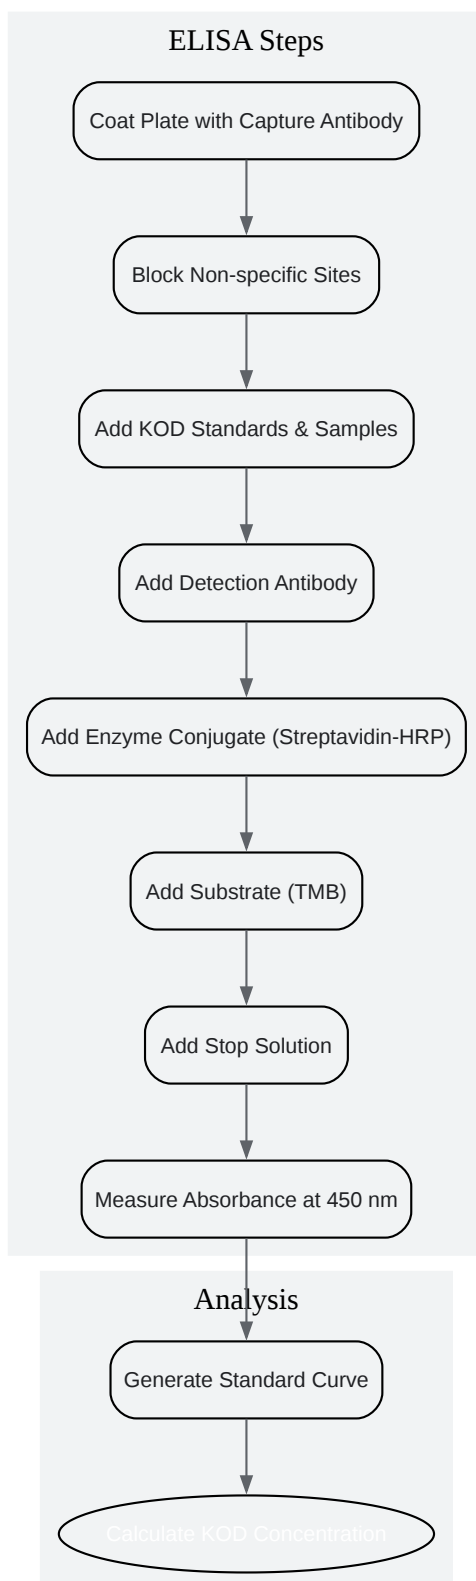 ELISA Steps
Coat Plate with Capture Antibody
Block Non-specific Sites
Add KOD Standards & Samples
Add Detection Antibody
Add Enzyme Conjugate (Streptavidin-HRP)
Add Substrate (TMB)
Add Stop Solution
Measure Absorbance at 450 nm
Analysis
Generate Standard Curve
Calculate KOD Concentration